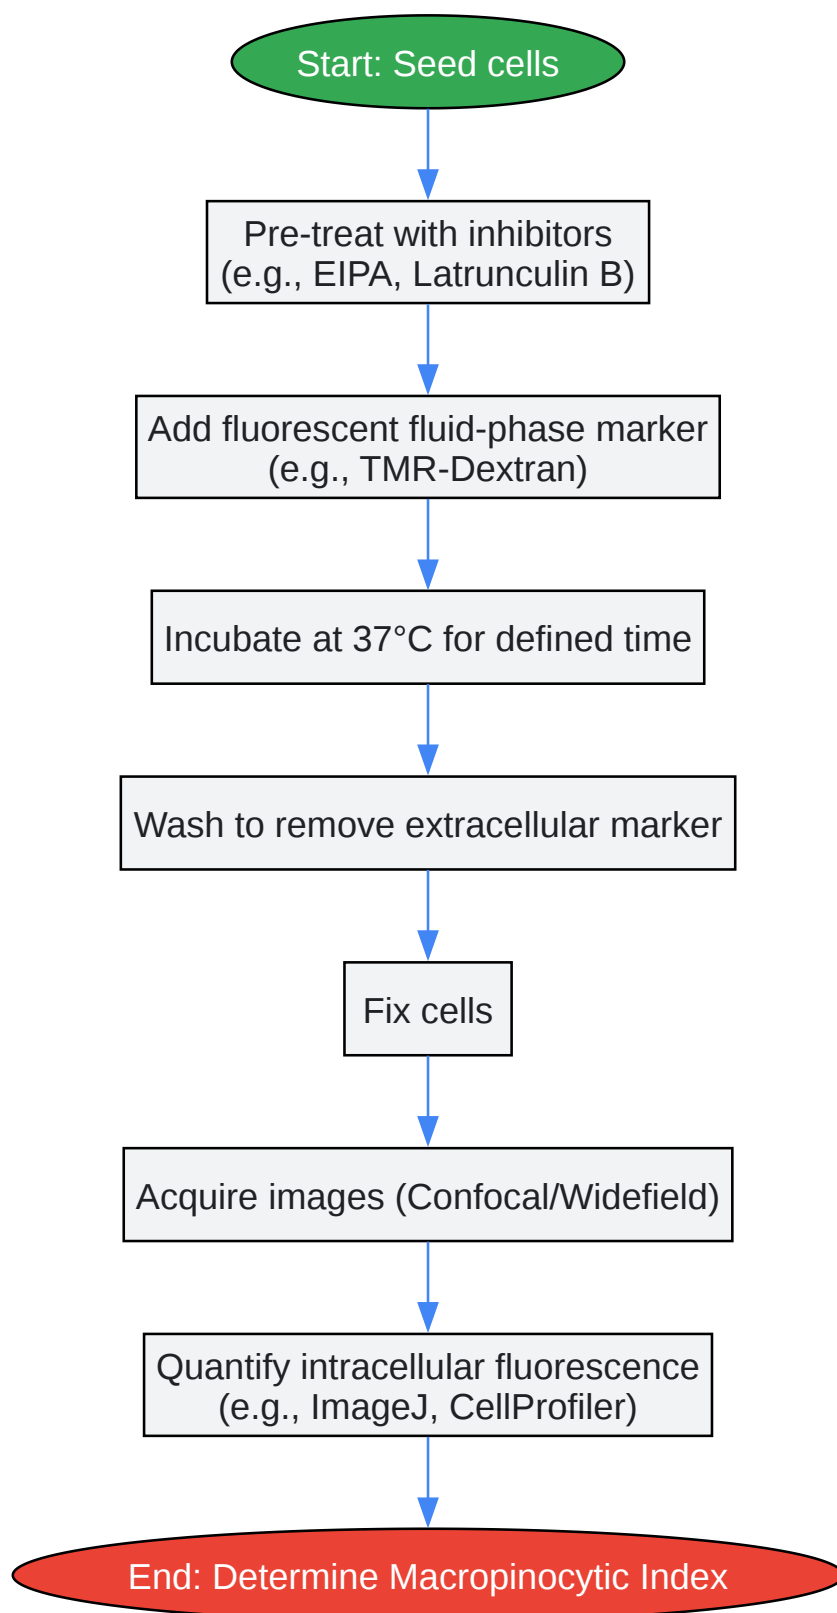 Start: Seed cells
Pre-treat with inhibitors
(e.g., EIPA, Latrunculin B)
Add fluorescent fluid-phase marker
(e.g., TMR-Dextran)
Incubate at 37°C for defined time
Wash to remove extracellular marker
Fix cells
Acquire images (Confocal/Widefield)
Quantify intracellular fluorescence
(e.g., ImageJ, CellProfiler)
End: Determine Macropinocytic Index